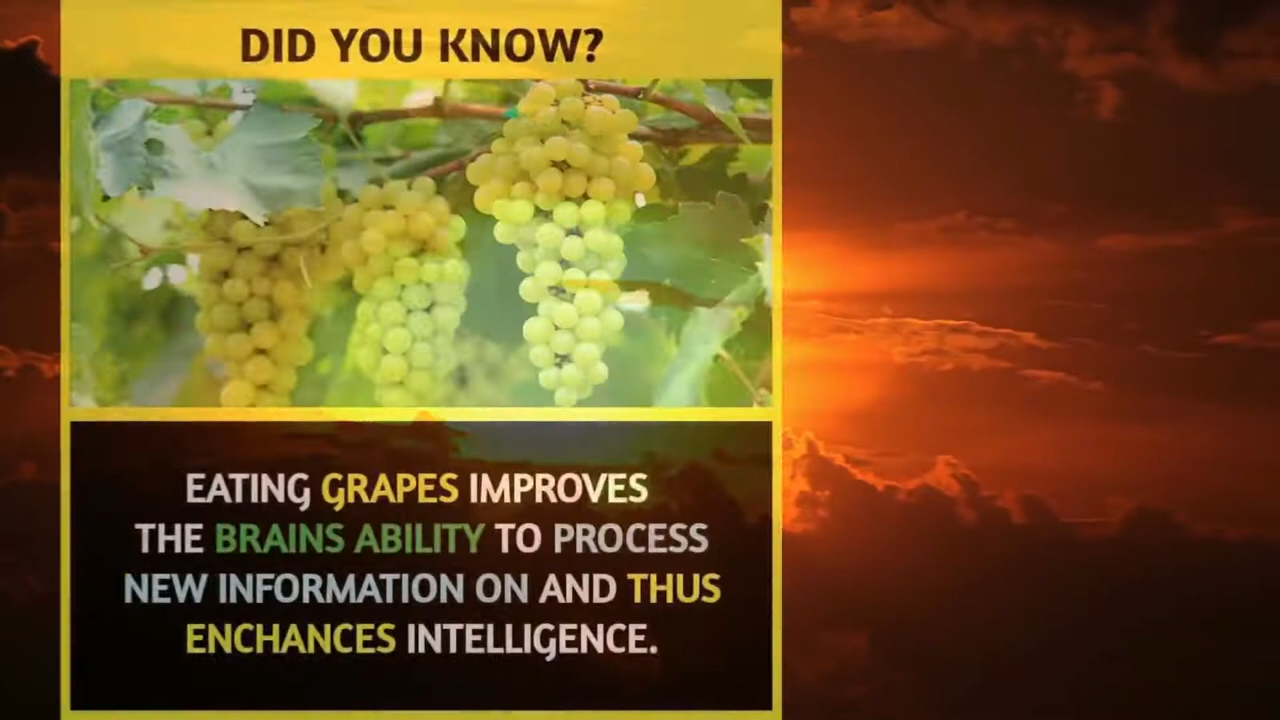 DID YOU KNOW?
EATING GRAPES IMPROVES
THE BRAINS ABILITY TO PROCESS
NEW INFORMATION ON AND THUS
ENCHANCES INTELLIGENCE.